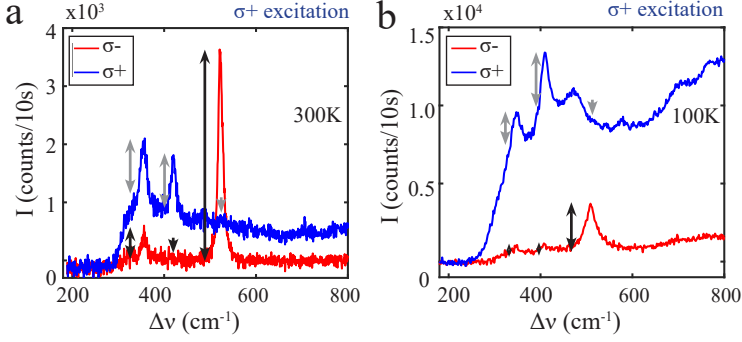 a
x10³
σ+ excitation
4
3
2
1
0
I (counts/10s)
σ-
σ+
300K
200
400
600
800
Δν (cm⁻¹)
b
x10⁴
σ+ excitation
1.5
1.0
0.5
0
I (counts/10s)
σ-
σ+
100K
200
400
600
800
Δν (cm⁻¹)